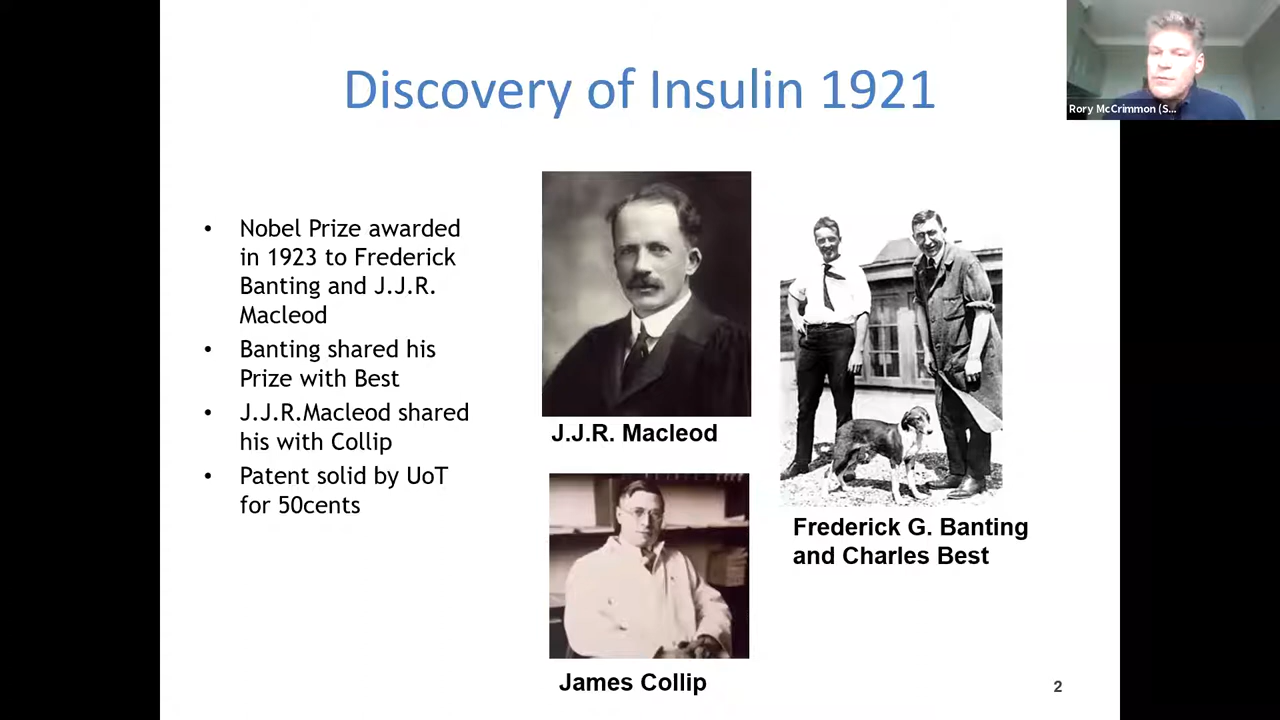 Discovery of Insulin 1921
Rory McCrimmon (S...
• Nobel Prize awarded
in 1923 to Frederick
Banting and J.J.R.
Macleod
• Banting shared his
Prize with Best
• J.J.R.Macleod shared
his with Collip
• Patent solid by UoT
for 50cents
J.J.R. Macleod
Frederick G. Banting
and Charles Best
James Collip
2